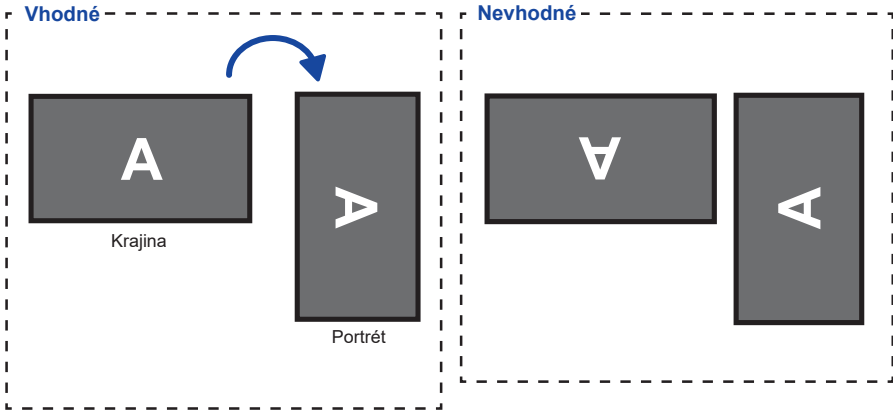 Vhodné
A
Krajina
A
Portrét
Nevhodné
A
A